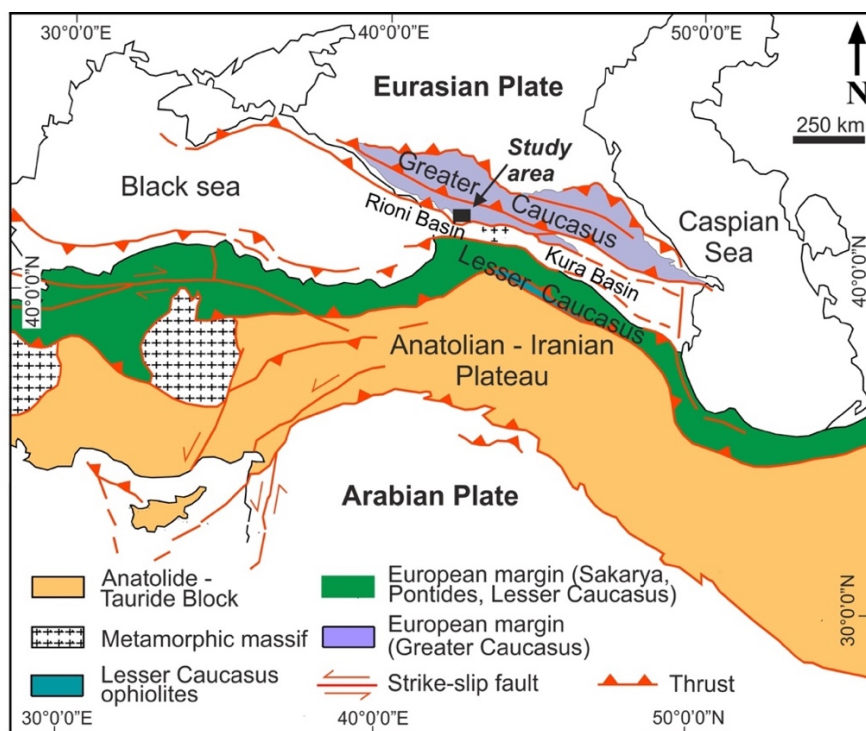 30°0'0"E
40°0'0"E
50°0'0"E
N
250 km
Eurasian Plate
Study
area
Black sea
Greater
Caucasus
Rioni Basin
Caspian
Sea
Kura Basin
Lesser Caucasus
40°0'0"N
40°0'0"N
Anatolian - Iranian
Plateau
Arabian Plate
30°0'0"N
Anatolide -
Tauride Block
European margin (Sakarya,
Pontides, Lesser Caucasus)
Metamorphic massif
European margin
(Greater Caucasus)
Lesser Caucasus
ophiolites
Strike-slip fault
Thrust
30°0'0"E
40°0'0"E
50°0'0"N